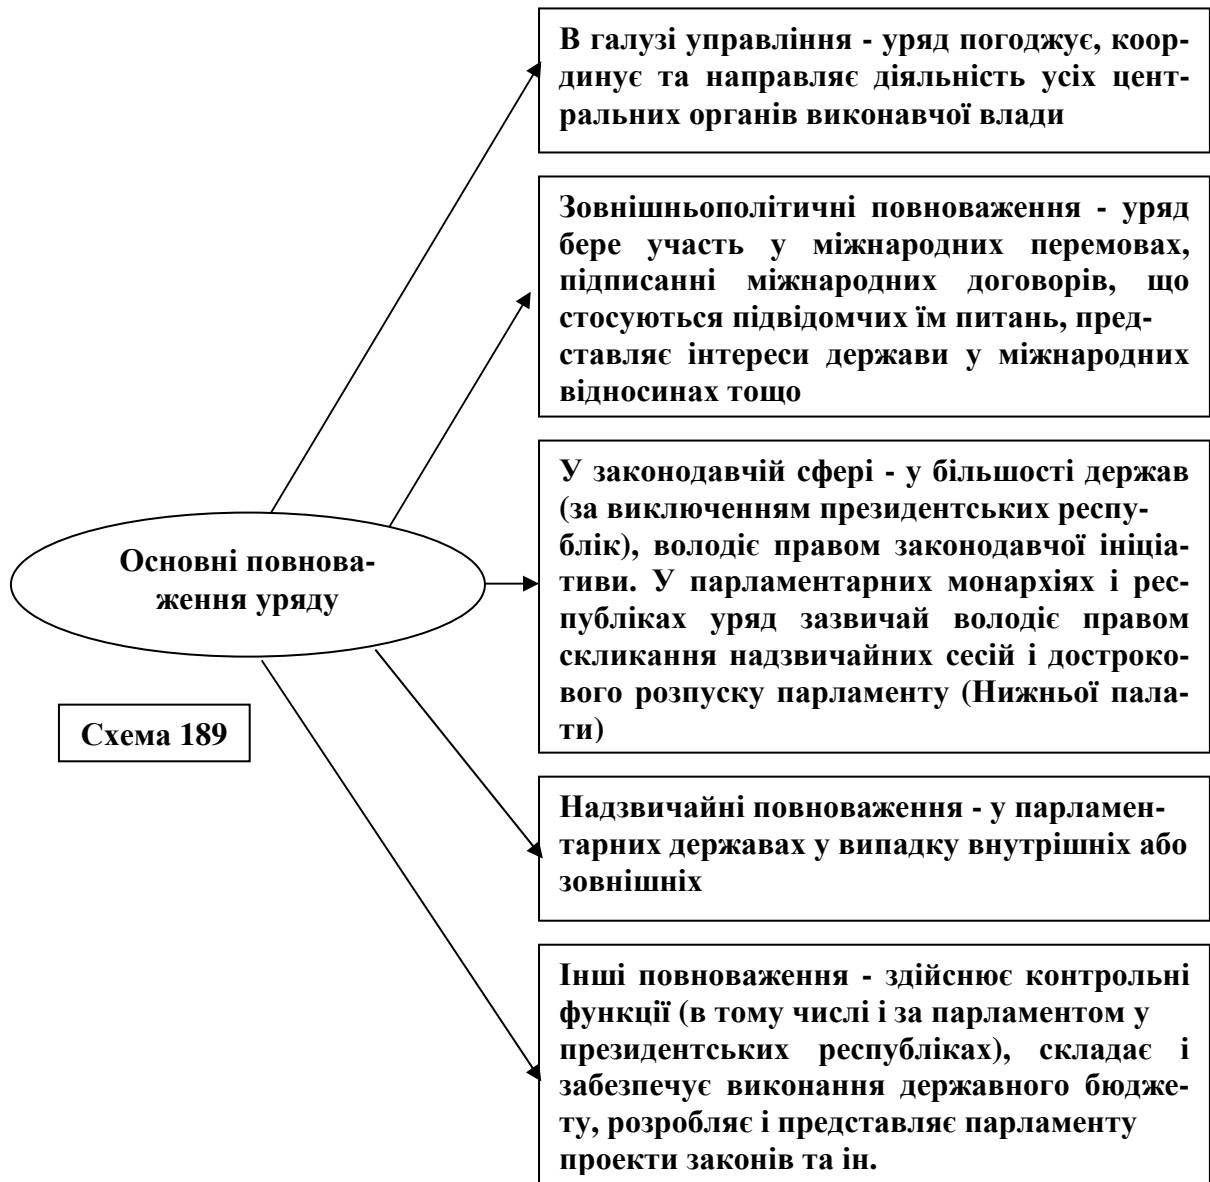 В галузі управління - уряд погоджує, коор-
динує та направляє діяльність усіх цент-
ральних органів виконавчої влади
Зовнішньополітичні повноваження - уряд
бере участь у міжнародних перемовах,
підписанні міжнародних договорів, що
стосуються підвідомчих їм питань, пред-
ставляє інтереси держави у міжнародних
відносинах тощо
У законодавчій сфері - у більшості держав
(за виключенням президентських респу-
блік), володіє правом законодавчої ініціа-
тиви. У парламентарних монархіях і рес-
публіках уряд зазвичай володіє правом
скликання надзвичайних сесій і достроко-
вого розпуску парламенту (Нижньої пала-
ти)
Основні повнова-
ження уряду
Схема 189
Надзвичайні повноваження - у парламен-
тарних державах у випадку внутрішніх або
зовнішніх
Інші повноваження - здійснює контрольні
функції (в тому числі і за парламентом у
президентських республіках), складає і
забезпечує виконання державного бюдже-
ту, розробляє і представляє парламенту
проекти законів та ін.